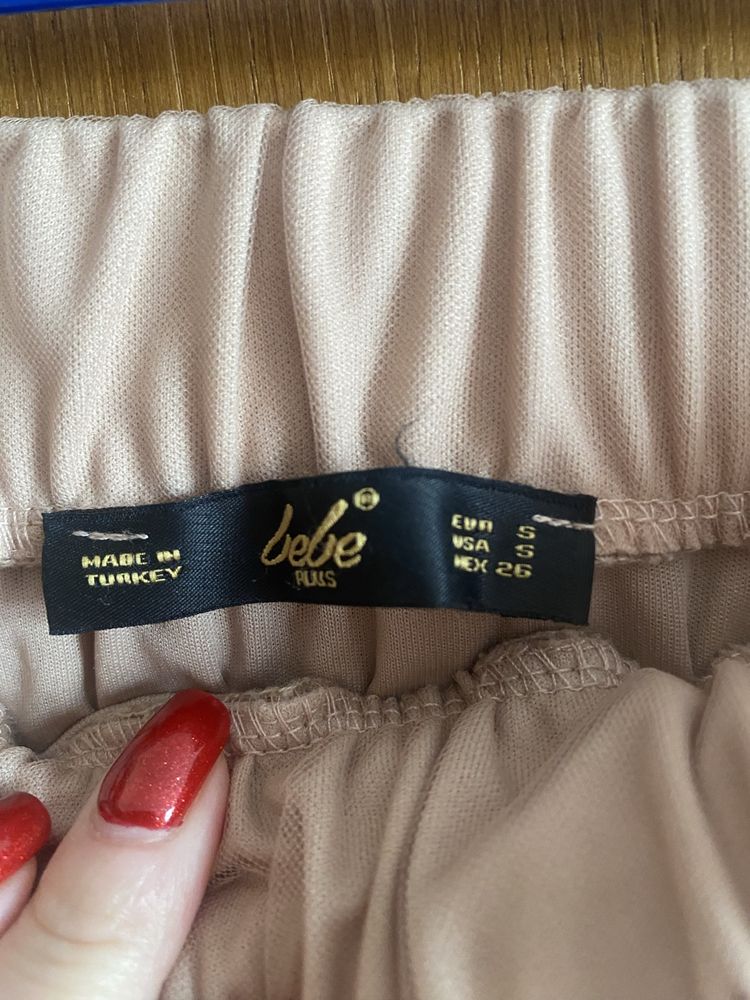 MADE IN
TURKEY
bebe®
PLUS
EUR S
USA S
MEX 26